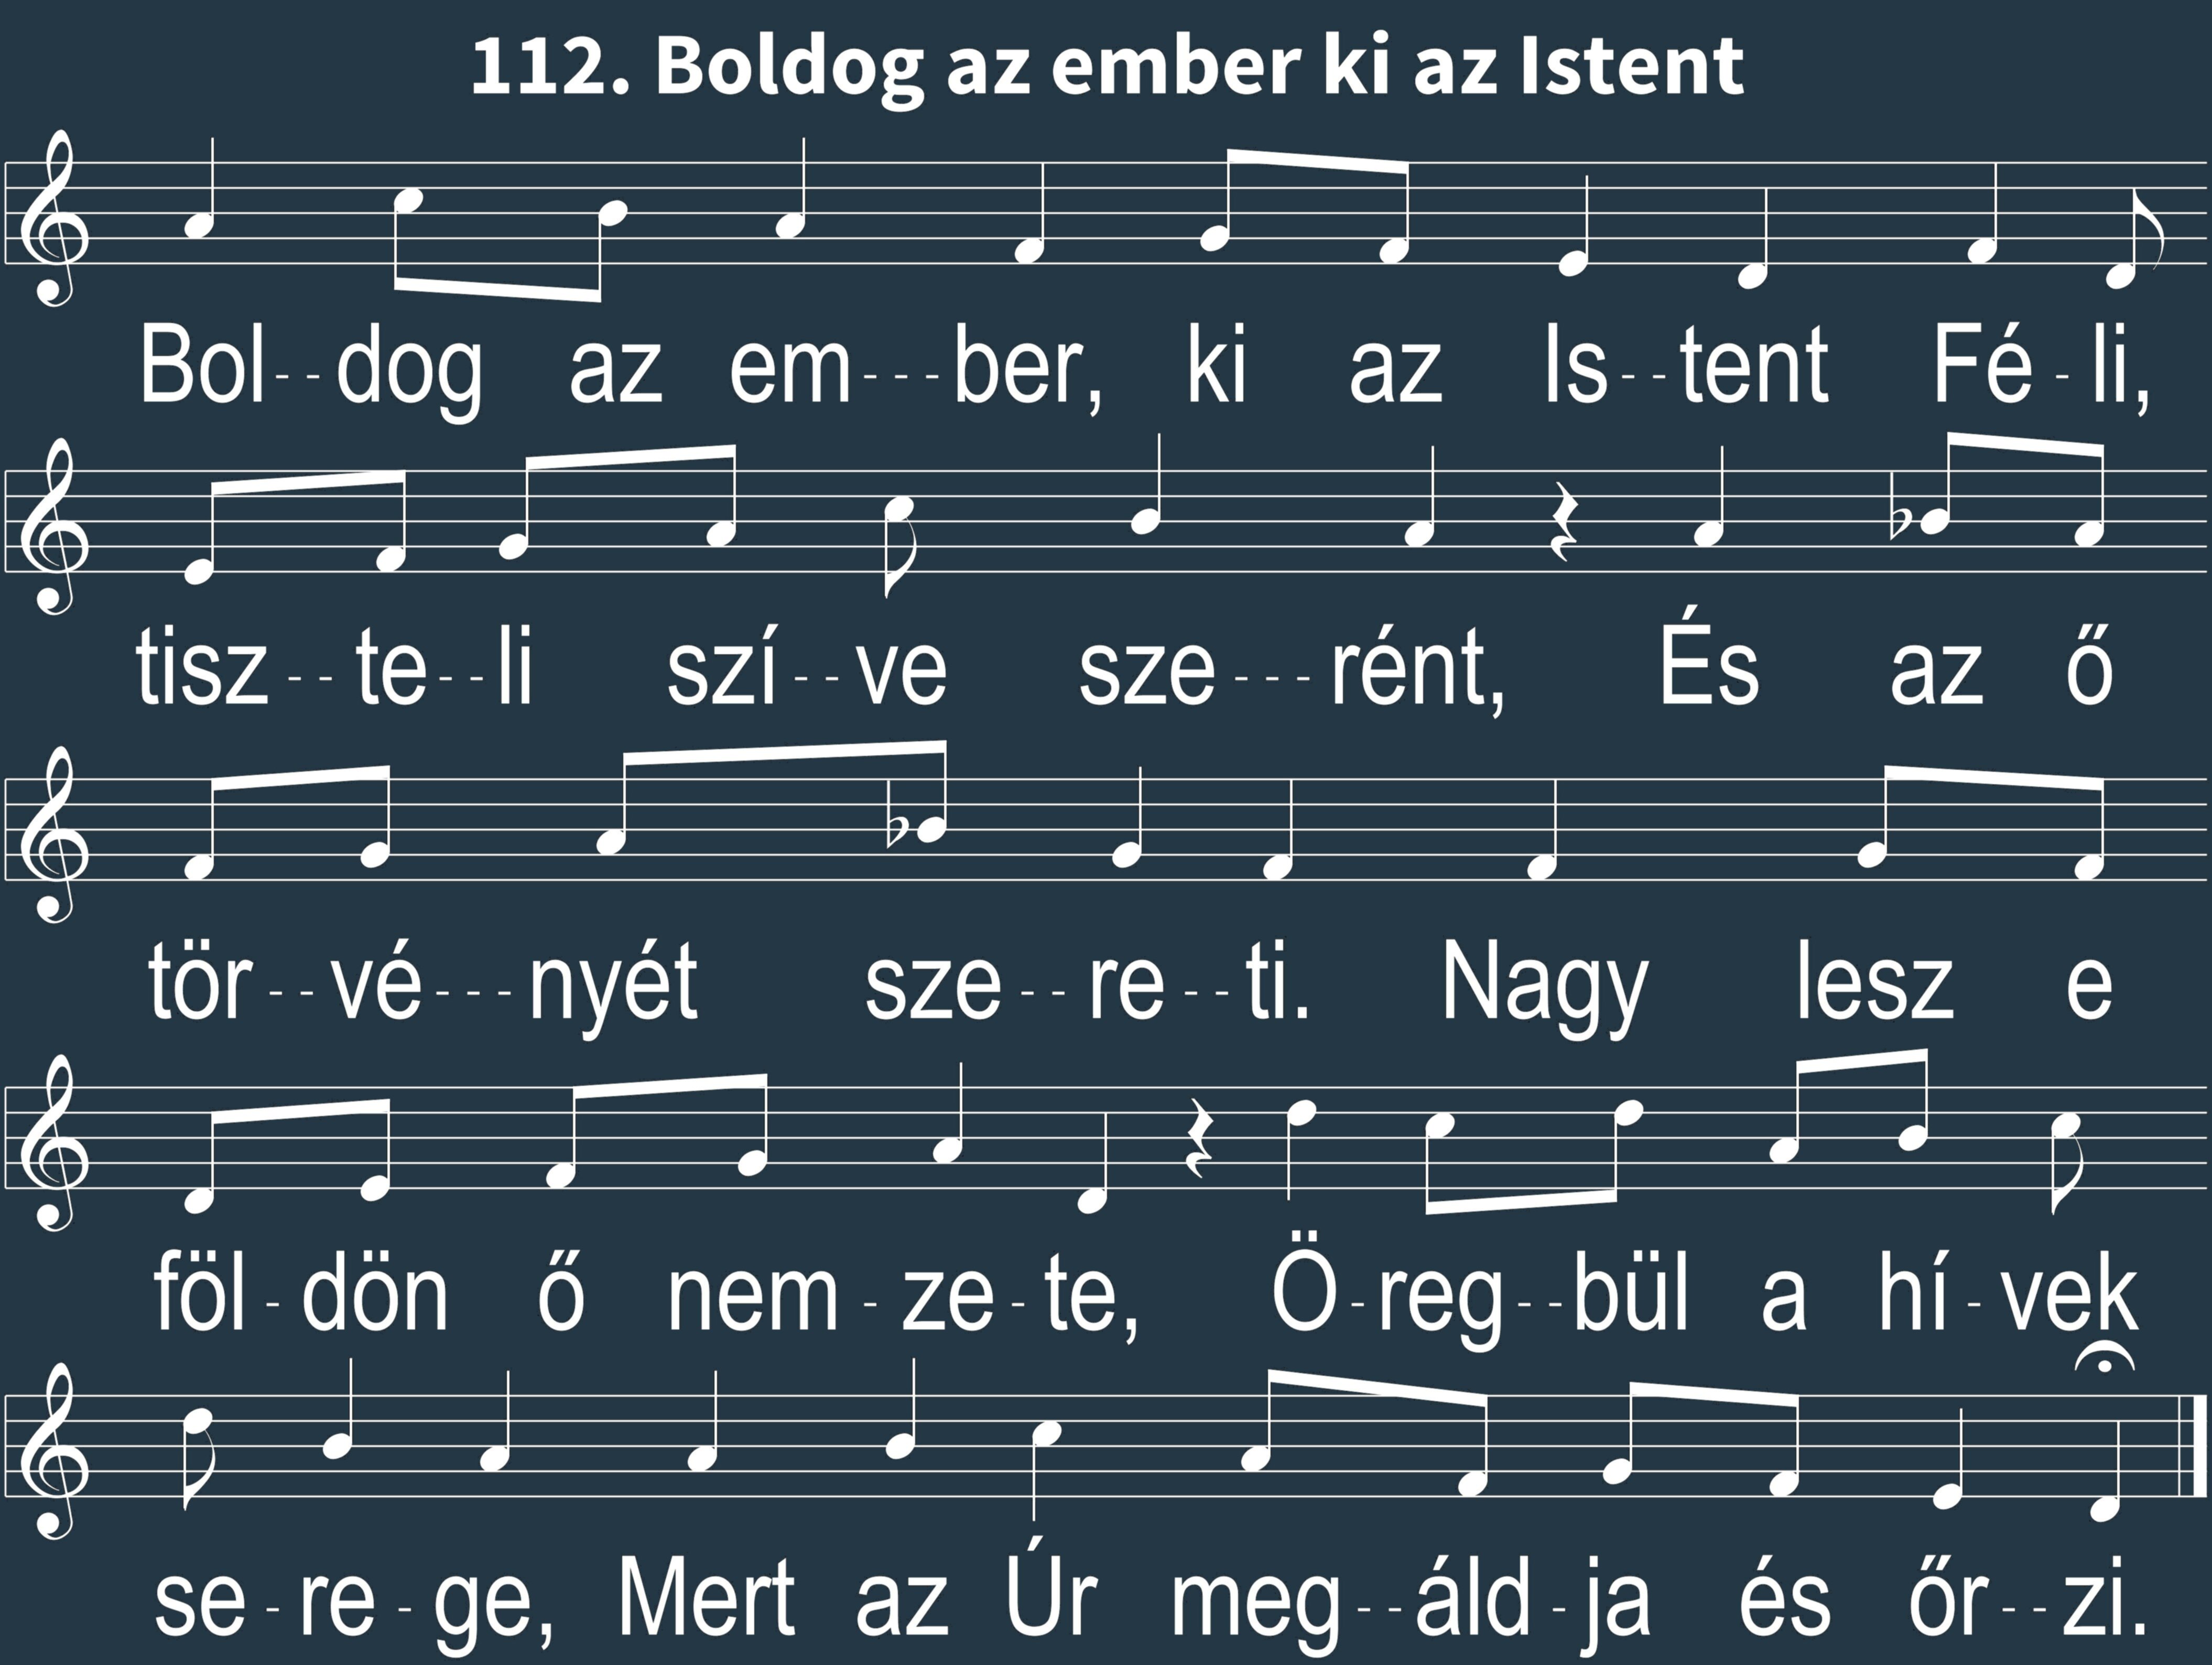 112. Boldog az ember ki az Istent
Bol--dog az em---ber, ki az Is--tent Fé-li,
tisz--te--li szí--ve sze---rént, És az ő
tör--vé---nyét sze--re--ti. Nagy lesz e
föl-dön ő nem-ze-te, Ö-reg--bül a hí-vek
se-re-ge, Mert az Úr meg--áld-ja és őr--zi.